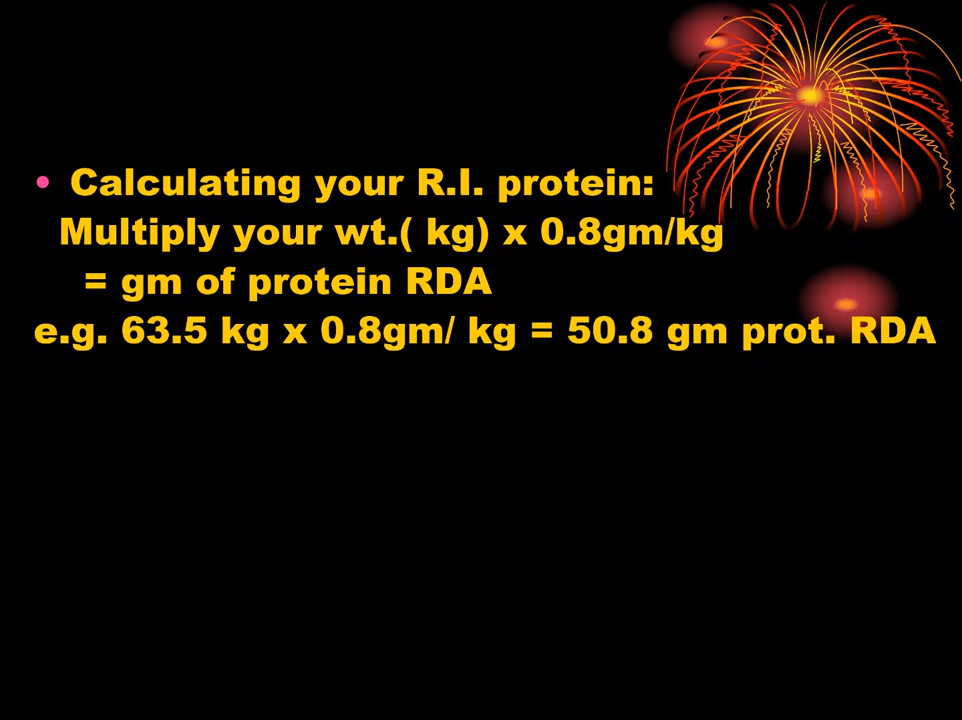 • Calculating your R.I. protein:
Multiply your wt.( kg) x 0.8gm/kg
= gm of protein RDA
e.g. 63.5 kg x 0.8gm/ kg = 50.8 gm prot. RDA